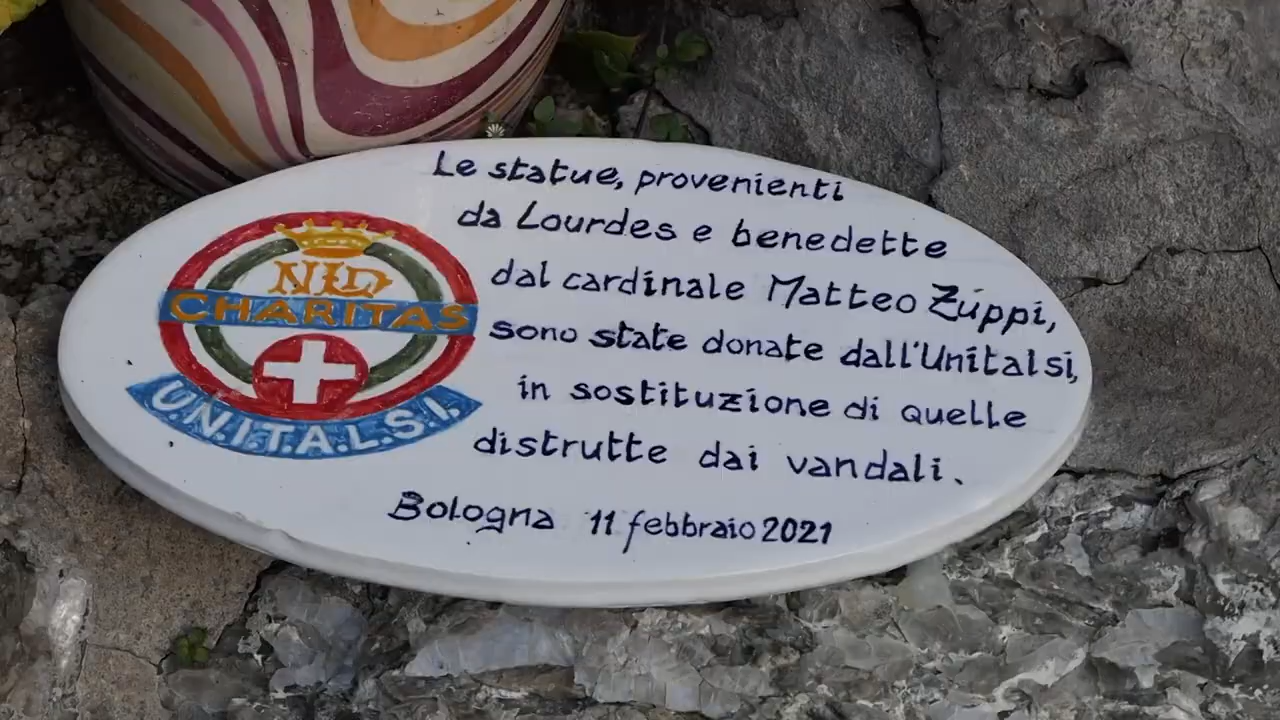 Le statue, provenienti
da Lourdes e benedette
dal cardinale Matteo Zuppi,
sono state donate dall'Unitalsi,
in sostituzione di quelle
distrutte dai vandali.
Bologna 11 febbraio 2021
CHARITAS
U.N.I.T.A.L.S.I.